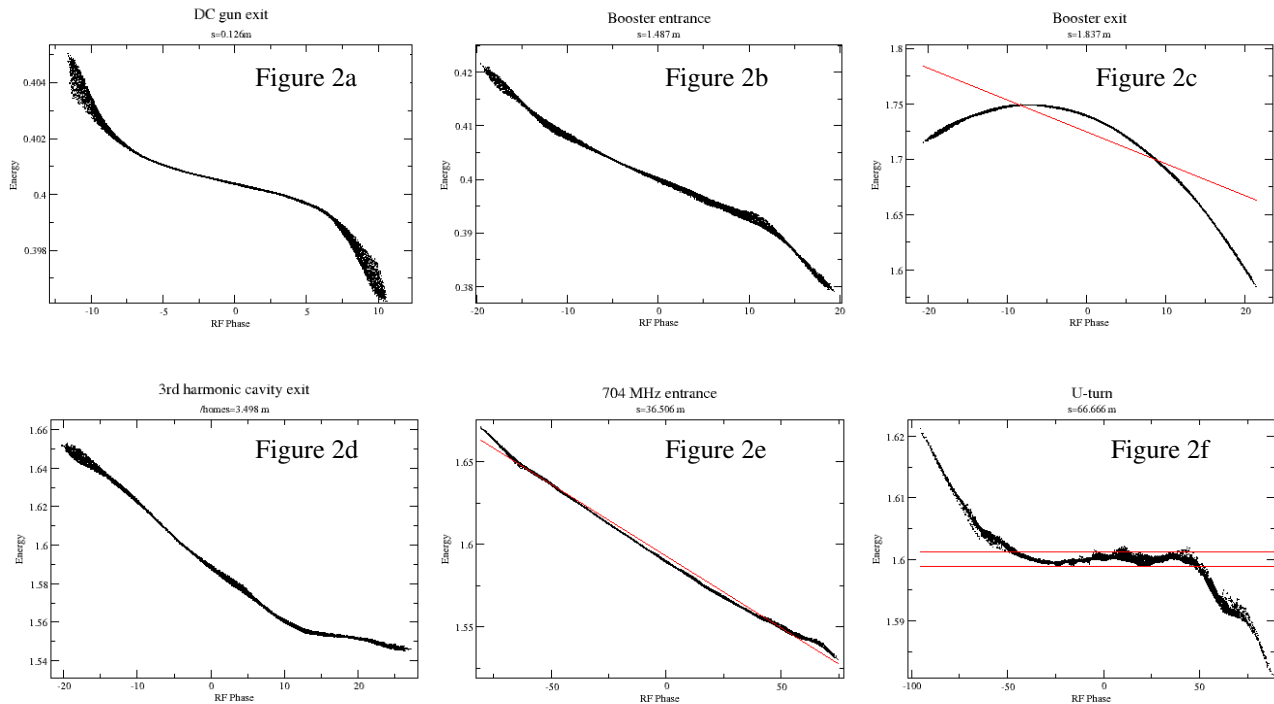 DC gun exit
s=0.126m
Figure 2a
0.404
0.402
0.4
0.398
Energy
-10
-5
0
5
10
RF Phase
Booster entrance
s=1.487 m
Figure 2b
0.42
0.41
0.4
0.39
0.38
Energy
-20
-10
0
10
20
RF Phase
Booster exit
s=1.837 m
Figure 2c
1.8
1.75
1.7
1.65
1.6
Energy
-20
-10
0
10
20
RF Phase
3rd harmonic cavity exit
/homes=3.498 m
Figure 2d
1.66
1.64
1.62
1.6
1.58
1.56
1.54
Energy
-20
-10
0
10
20
RF Phase
704 MHz entrance
s=36.506 m
Figure 2e
1.65
1.6
1.55
Energy
-50
0
50
RF Phase
U-turn
s=66.666 m
Figure 2f
1.62
1.61
1.6
1.59
Energy
-100
-50
0
50
RF Phase